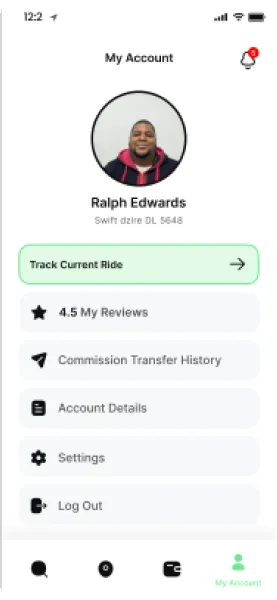 12:2
My Account
Ralph Edwards
Swift dzire DL 5648
Track Current Ride
4.5 My Reviews
Commission Transfer History
Account Details
Settings
Log Out
My Account